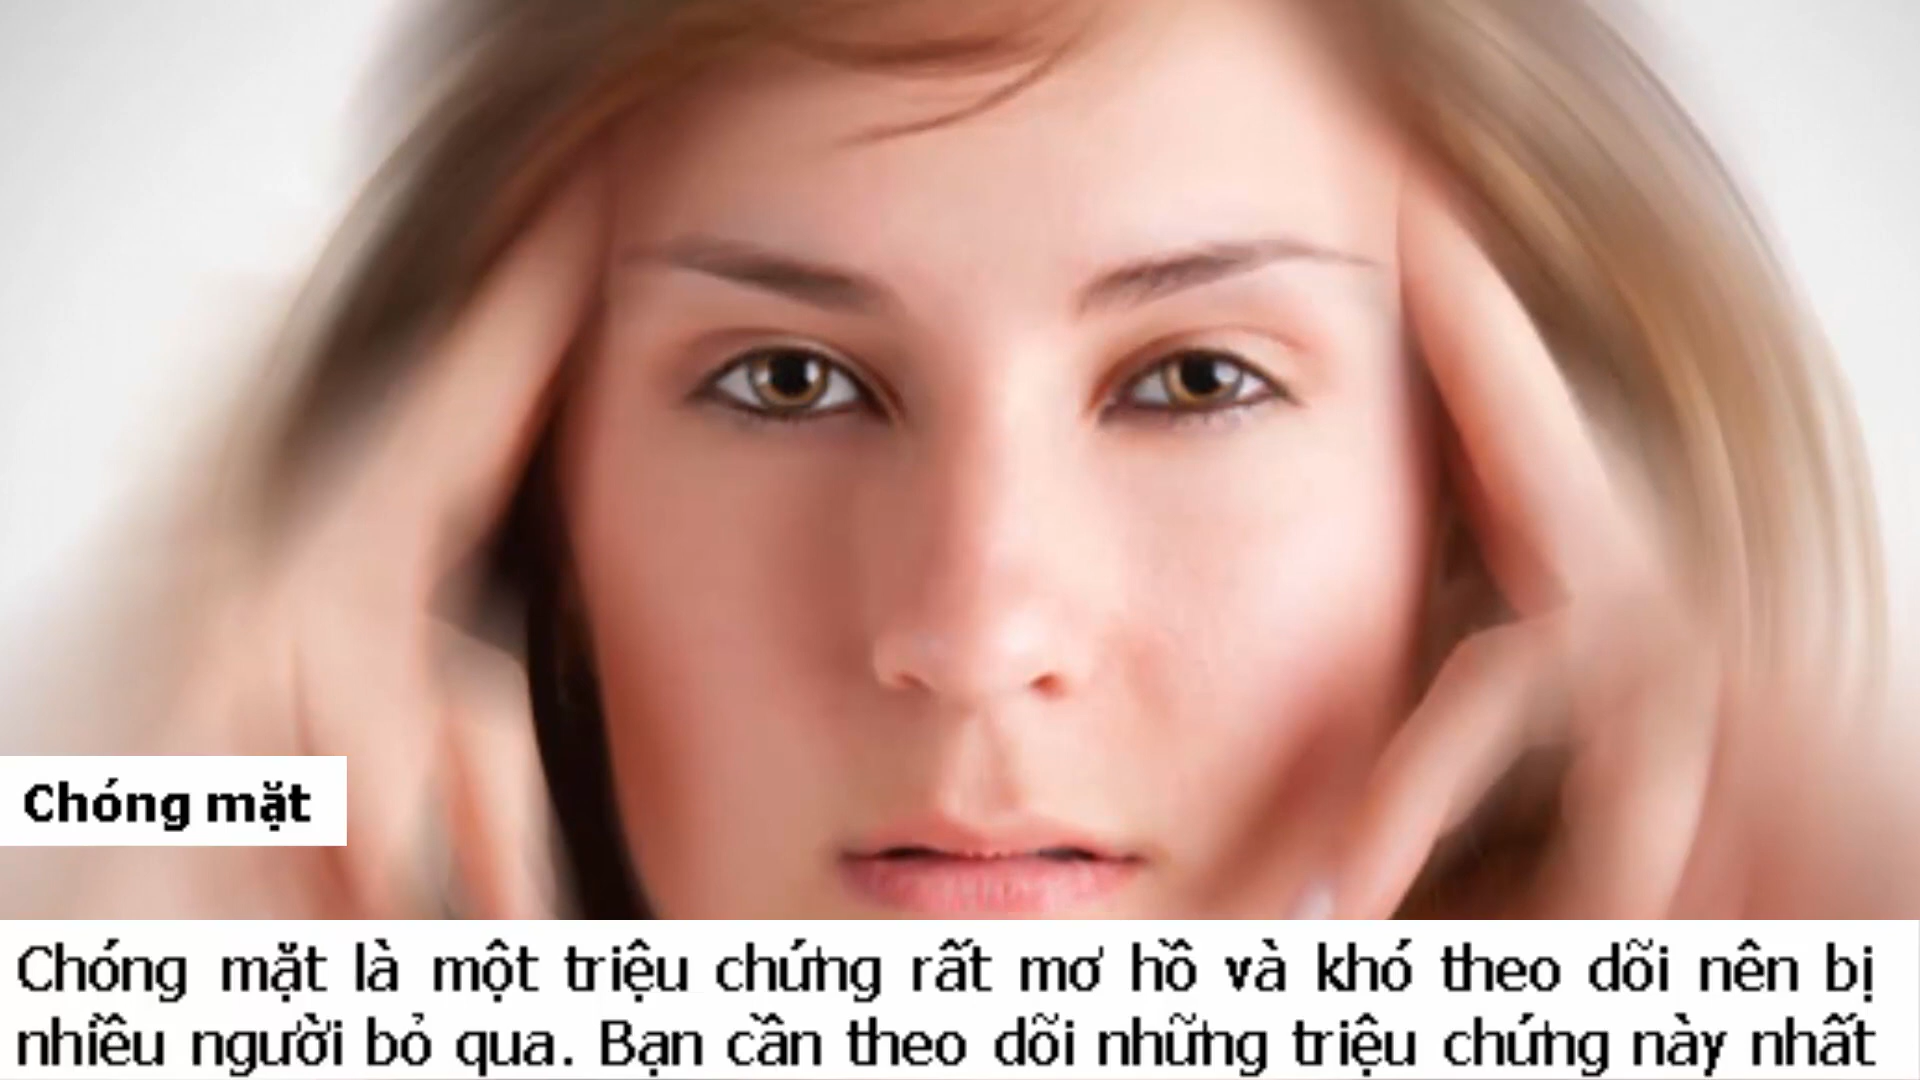 Chóng mặt
Chóng mặt là một triệu chứng rất mơ hồ và khó theo dõi nên bị
nhiều người bỏ qua. Bạn cần theo dõi những triệu chứng này nhất